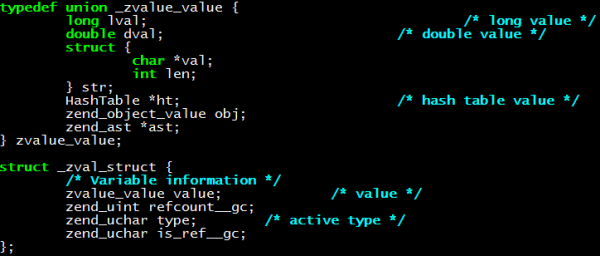 typedef union _zvalue_value {
        long lval;                                      /* long value */
        double dval;                            /* double value */
        struct {
                char *val;
                int len;
        } str;
        HashTable *ht;                          /* hash table value */
        zend_object_value obj;
        zend_ast *ast;
} zvalue_value;

struct _zval_struct {
        /* Variable information */
        zvalue_value value;             /* value */
        zend_uint refcount__gc;
        zend_uchar type;        /* active type */
        zend_uchar is_ref__gc;
};